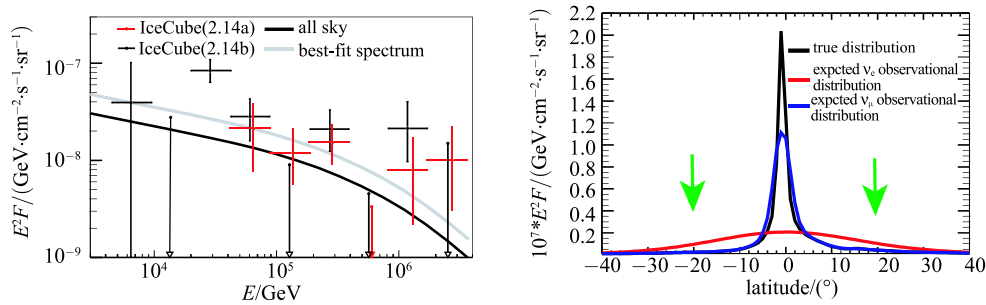 IceCube(2.14a)
IceCube(2.14b)
all sky
best-fit spectrum
10⁻⁷
10⁻⁸
10⁻⁹
E²F/(GeV·cm⁻²·s⁻¹·sr⁻¹)
10⁴
10⁵
10⁶
E/GeV
2.2
2.0
1.8
1.6
1.4
1.2
1.0
0.8
0.6
0.4
0.2
10⁷*E²F/(GeV·cm⁻²·s⁻¹·sr⁻¹)
true distribution
expcted νe observational
distribution
expcted νμ observational
distribution
−40
−30
−20
−10
0
10
20
30
40
latitude/(°)